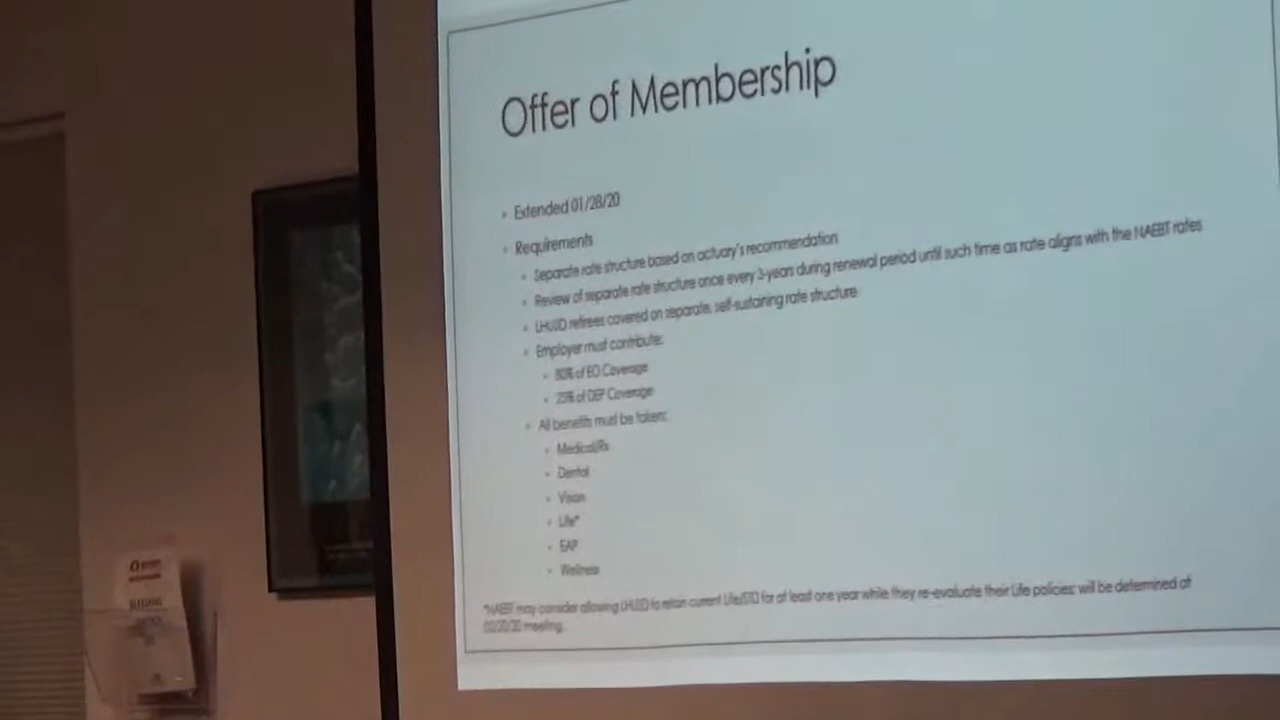 Offer of Membership
Extended 01/28/20
Requirements
Separate rate structure based on actuary's recommendation
Review of separate rate structure once every 3-years during renewal period until such time as rate aligns with the NAEBT rates
LHUSD retirees covered on separate, self-sustaining rate structure
Employer must contribute:
80% of EO Coverage
25% of DEP Coverage
All benefits must be taken:
Medical/Rx
Dental
Vision
Life*
EAP
Wellness
*NAEBT may consider allowing LHUSD to retain current Life/STD for at least one year while they re-evaluate their Life policies; will be determined at
02/20/20 meeting.